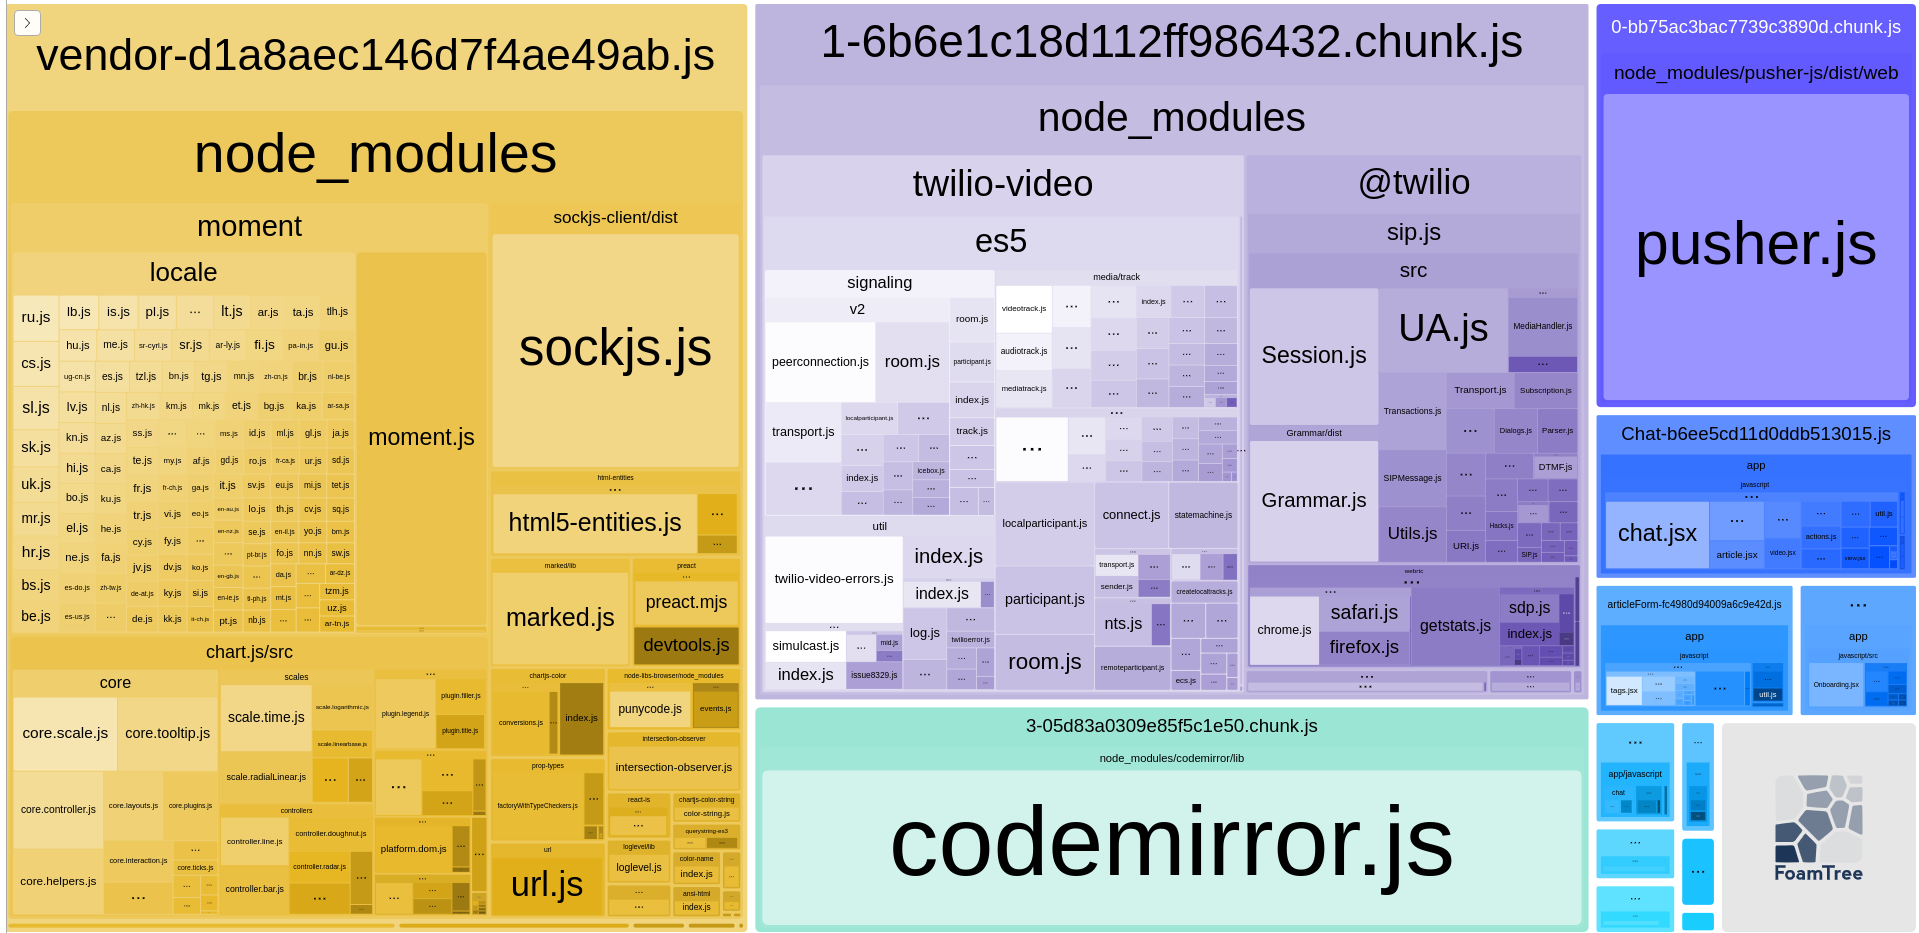 vendor-d1a8aec146d7f4ae49ab.js
node_modules
moment
locale
ru.js lb.js is.js pl.js ... lt.js ar.js ta.js tlh.js
hu.js me.js sr-cyrl.js sr.js ar-ly.js fi.js pa-in.js gu.js
cs.js
ug-cn.js es.js tzl.js bn.js tg.js mn.js zh-cn.js br.js nl-be.js
sl.js lv.js nl.js zh-hk.js km.js mk.js et.js bg.js ka.js ar-sa.js
kn.js az.js ss.js ... ... ms.js id.js ml.js gl.js ja.js
sk.js
hi.js ca.js te.js my.js af.js gd.js ro.js fr-ca.js ur.js sd.js
uk.js
bo.js ku.js fr.js fr-ch.js ga.js it.js sv.js eu.js mi.js tet.js
mr.js
el.js he.js tr.js vi.js eo.js en-au.js lo.js th.js cv.js sq.js
cy.js fy.js ... en-nz.js se.js en-il.js yo.js bm.js
hr.js ne.js fa.js ... pt-br.js fo.js nn.js sw.js
jv.js dv.js ko.js en-gb.js ... da.js ... ar-dz.js
bs.js es-do.js zh-tw.js de-at.js ky.js si.js en-ie.js ti-ph.js mt.js ... tzm.js
uz.js
be.js es-us.js ... de.js kk.js it-ch.js pt.js nb.js ... ... ar-tn.js
moment.js
sockjs-client/dist
sockjs.js
html-entities
...
html5-entities.js
...
...
marked/lib
marked.js
preact
...
preact.mjs
devtools.js
chart.js/src
core
core.scale.js
core.tooltip.js
core.controller.js
core.layouts.js
core.plugins.js
core.helpers.js
core.interaction.js
...
core.ticks.js
...
scales
scale.time.js
scale.logarithmic.js
scale.linearbase.js
scale.radialLinear.js
...
...
controllers
controller.line.js
controller.doughnut.js
controller.radar.js
controller.bar.js
...
...
plugin.legend.js
plugin.filler.js
plugin.title.js
...
platform.dom.js
chartjs-color
conversions.js
...
index.js
node-libs-browser/node_modules
...
punycode.js
events.js
intersection-observer
intersection-observer.js
prop-types
factoryWithTypeCheckers.js
...
react-is
...
chartjs-color-string
color-string.js
querystring-es3
url
url.js
loglevel/lib
loglevel.js
color-name
index.js
ansi-html
index.js
1-6b6e1c18d112ff986432.chunk.js
node_modules
twilio-video
es5
signaling
v2
room.js
peerconnection.js
room.js
participant.js
index.js
transport.js
localparticipant.js
...
track.js
...
index.js
icebox.js
media/track
videotrack.js
...
...
index.js
audiotrack.js
mediatrack.js
...
util
twilio-video-errors.js
index.js
index.js
...
simulcast.js
...
mid.js
log.js
twilioerror.js
index.js
issue8329.js
localparticipant.js
connect.js
statemachine.js
participant.js
transport.js
sender.js
createlocaltracks.js
nts.js
room.js
remoteparticipant.js
ecs.js
@twilio
sip.js
src
Session.js
UA.js
MediaHandler.js
...
Transactions.js
Transport.js
Subscription.js
...
Dialogs.js
Parser.js
Grammar/dist
Grammar.js
SIPMessage.js
...
DTMF.js
Utils.js
URI.js
Hacks.js
SIP.js
webrtc
...
chrome.js
safari.js
firefox.js
getstats.js
sdp.js
index.js
3-05d83a0309e85f5c1e50.chunk.js
node_modules/codemirror/lib
codemirror.js
0-bb75ac3bac7739c3890d.chunk.js
node_modules/pusher-js/dist/web
pusher.js
Chat-b6ee5cd11d0ddb513015.js
app
javascript
...
chat.jsx
...
article.jsx
...
video.jsx
...
actions.js
util.js
view.jsx
articleForm-fc4980d94009a6c9e42d.js
app
javascript
...
tags.jsx
...
util.js
...
app
javascript/src
Onboarding.jsx
...
...
app/javascript
chat
...
FoamTree